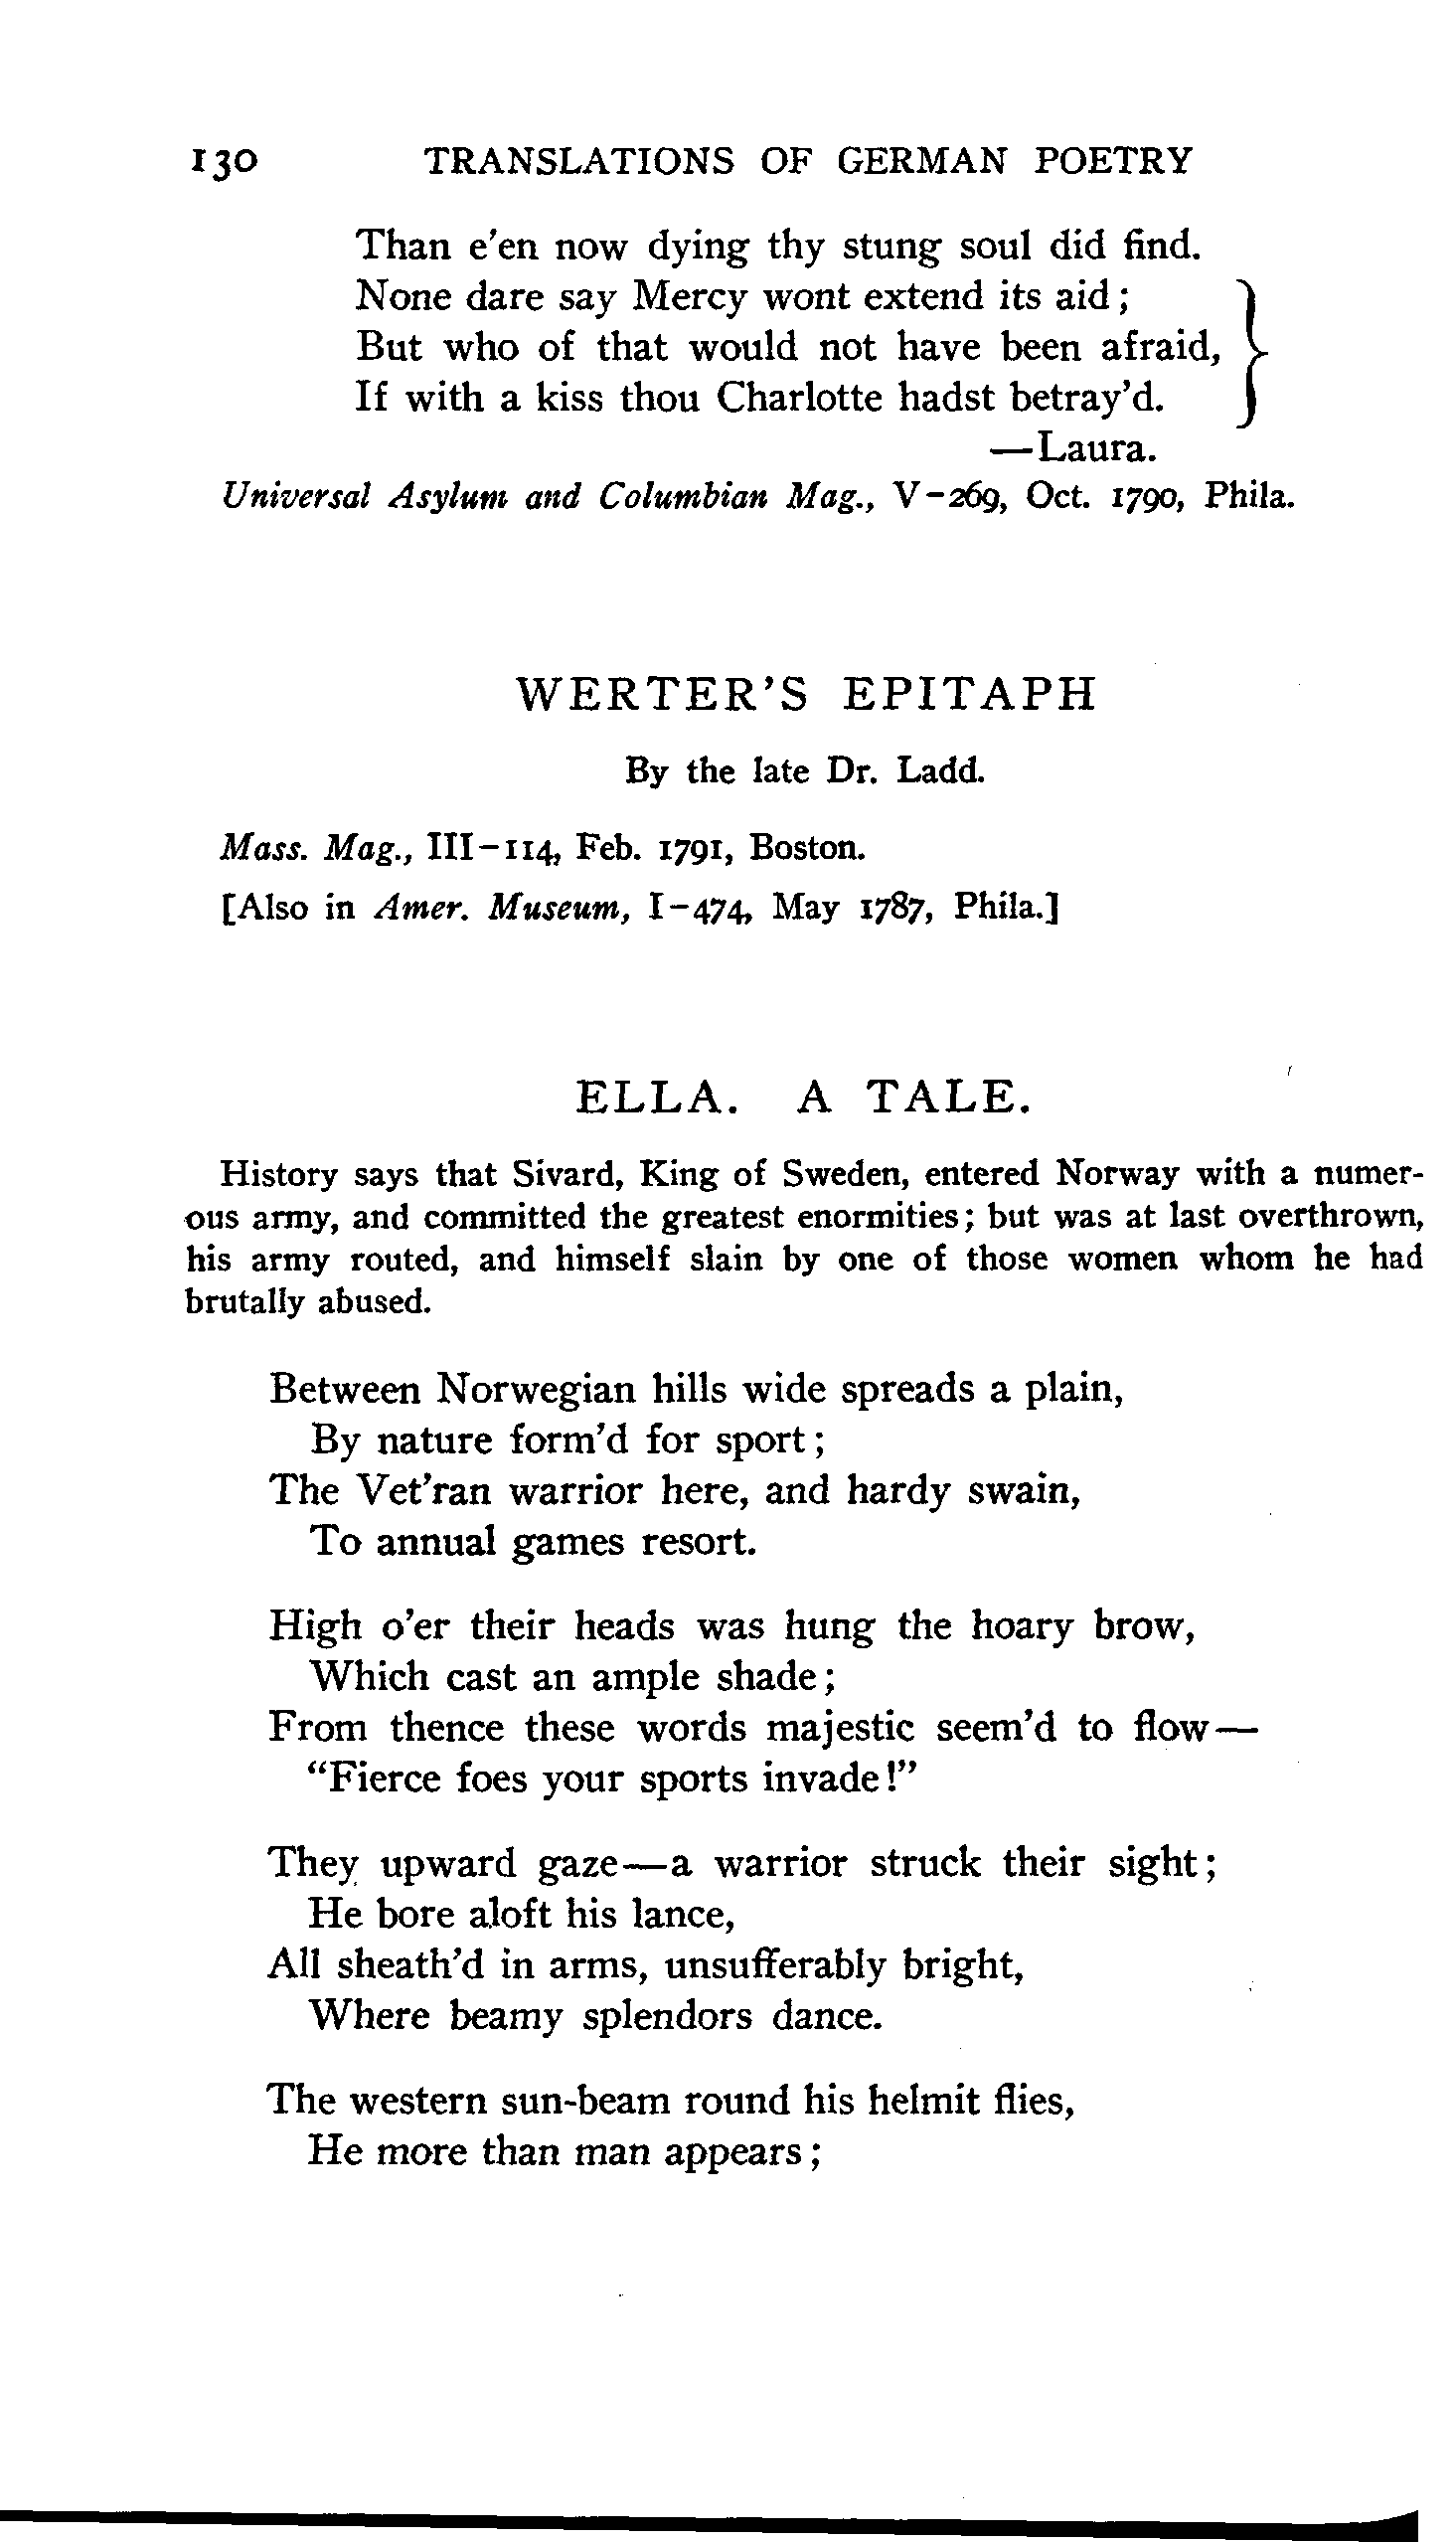 130 TRANSLATIONS OF GERMAN POETRY
Than e'en now dying thy stung soul did find.
None dare say Mercy wont extend its aid;
But who of that would not have been afraid,
If with a kiss thou Charlotte hadst betray'd.
—Laura.
Universal Asylum and Columbian Mag., V-269, Oct. 1790, Phila.
WERTER'S EPITAPH
By the late Dr. Ladd.
Mass. Mag., III-114, Feb. 1791, Boston.
[Also in Amer. Museum, I-474, May 1787, Phila.]
ELLA. A TALE.
History says that Sivard, King of Sweden, entered Norway with a numer-
ous army, and committed the greatest enormities; but was at last overthrown,
his army routed, and himself slain by one of those women whom he had
brutally abused.
Between Norwegian hills wide spreads a plain,
By nature form'd for sport;
The Vet'ran warrior here, and hardy swain,
To annual games resort.
High o'er their heads was hung the hoary brow,
Which cast an ample shade;
From thence these words majestic seem'd to flow—
"Fierce foes your sports invade!"
They upward gaze—a warrior struck their sight;
He bore aloft his lance,
All sheath'd in arms, unsufferably bright,
Where beamy splendors dance.
The western sun-beam round his helmit flies,
He more than man appears;